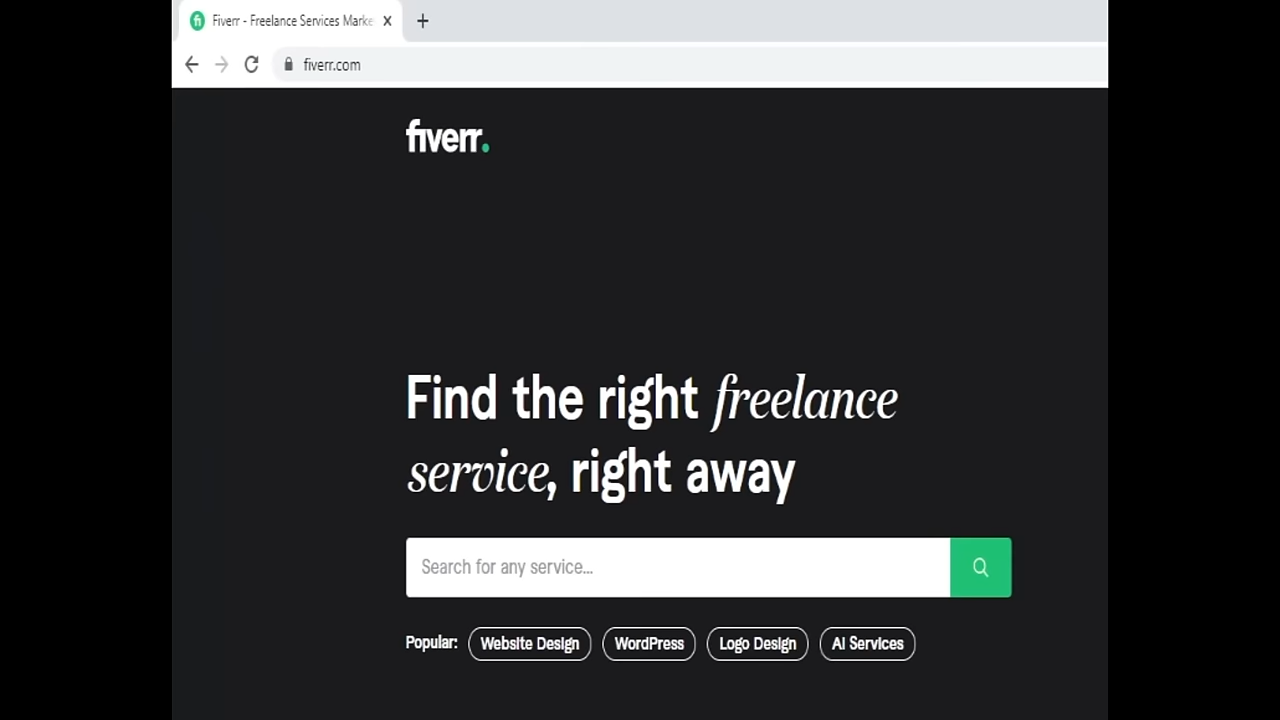 Fiverr - Freelance Services Marke
fiverr.com
fiverr.
Find the right freelance
service, right away
Search for any service...
Popular: Website Design WordPress Logo Design AI Services